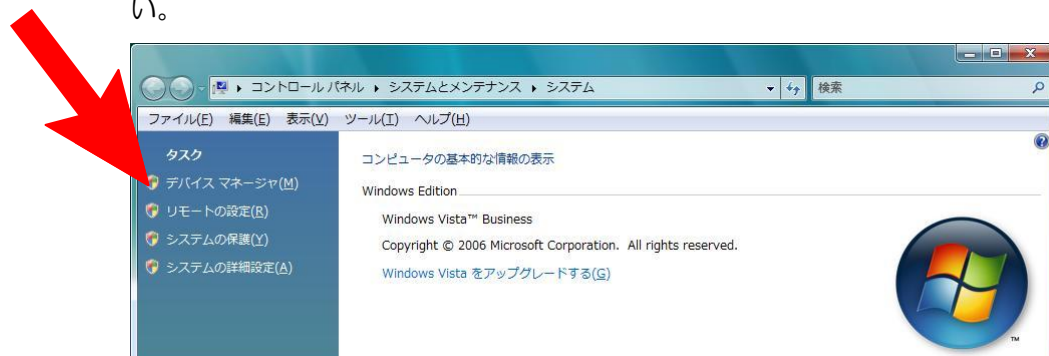 い。
コントロール パネル ▸ システムとメンテナンス ▸ システム
検索
ファイル(F) 編集(E) 表示(V) ツール(T) ヘルプ(H)
タスク
デバイス マネージャ(M)
リモートの設定(R)
システムの保護(Y)
システムの詳細設定(A)
コンピュータの基本的な情報の表示
Windows Edition
Windows Vista™ Business
Copyright © 2006 Microsoft Corporation. All rights reserved.
Windows Vista をアップグレードする(G)
TM